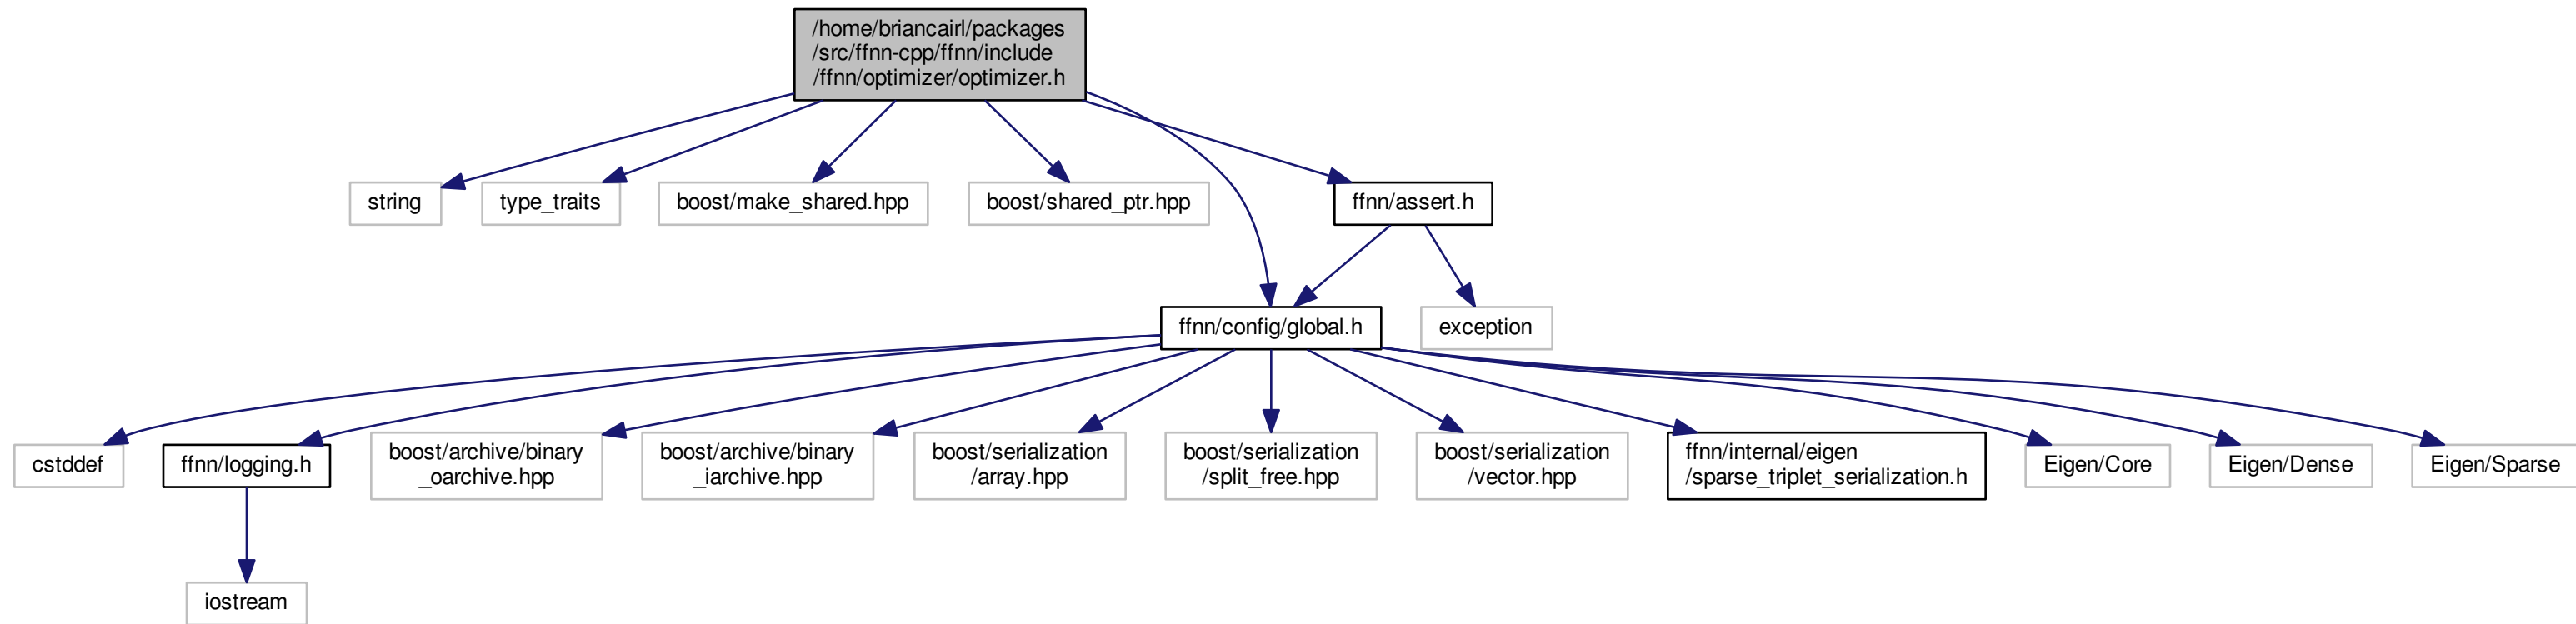 /home/briancairl/packages
/src/ffnn-cpp/ffnn/include
/ffnn/optimizer/optimizer.h
string
type_traits
boost/make_shared.hpp
boost/shared_ptr.hpp
ffnn/assert.h
ffnn/config/global.h
exception
cstddef
ffnn/logging.h
boost/archive/binary
_oarchive.hpp
boost/archive/binary
_iarchive.hpp
boost/serialization
/array.hpp
boost/serialization
/split_free.hpp
boost/serialization
/vector.hpp
ffnn/internal/eigen
/sparse_triplet_serialization.h
Eigen/Core
Eigen/Dense
Eigen/Sparse
iostream